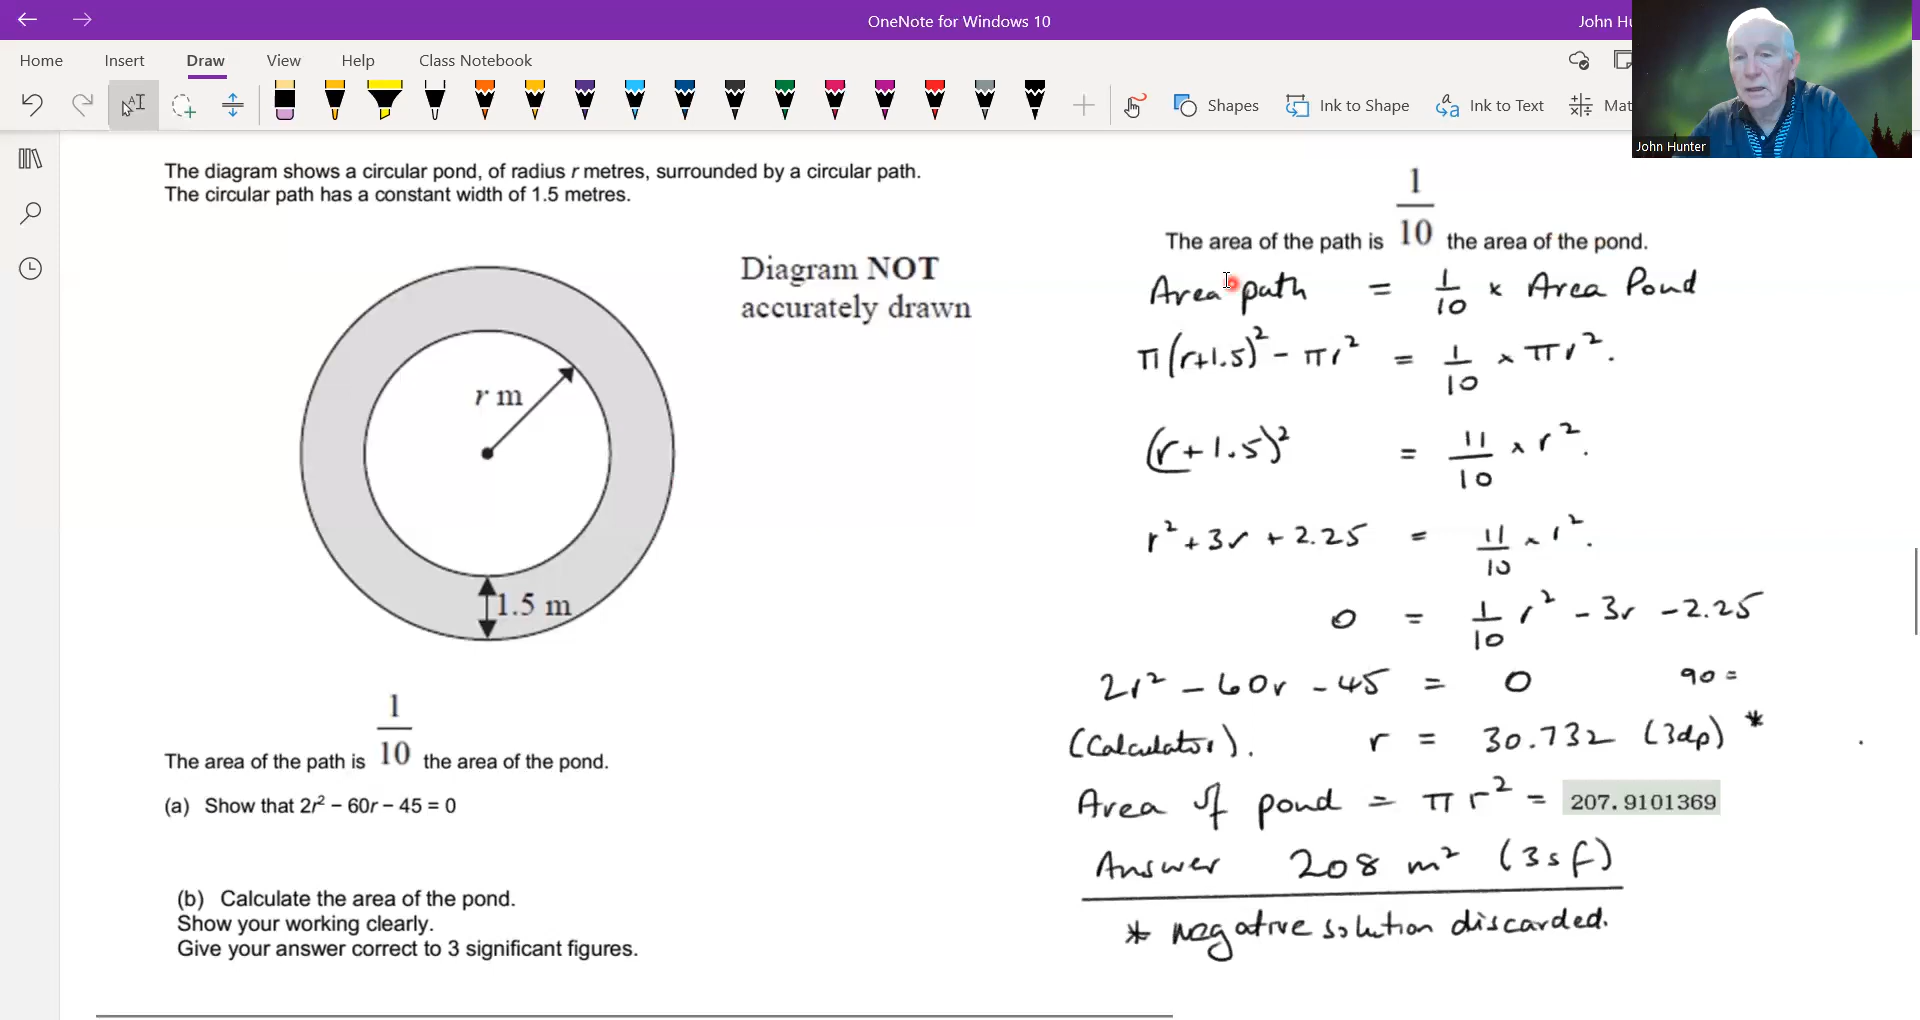 OneNote for Windows 10
John Hu
Home Insert Draw View Help Class Notebook
Shapes Ink to Shape Ink to Text Mat
John Hunter
The diagram shows a circular pond, of radius r metres, surrounded by a circular path.
The circular path has a constant width of 1.5 metres.
Diagram NOT
accurately drawn
r m
1.5 m
The area of the path is 1/10 the area of the pond.
(a) Show that 2r² − 60r − 45 = 0
(b) Calculate the area of the pond.
Show your working clearly.
Give your answer correct to 3 significant figures.
The area of the path is 1/10 the area of the pond.
Area path = 1/10 × Area Pond
π(r+1.5)² − πr² = 1/10 × πr².
(r+1.5)² = 11/10 × r².
r² + 3r + 2.25 = 11/10 × r².
0 = 1/10 r² − 3r − 2.25
2r² − 60r − 45 = 0 90 =
(Calculator). r = 30.732 (3dp) *
Area of pond = πr² = 207.9101369
Answer 208 m² (3sf)
* negative solution discarded.